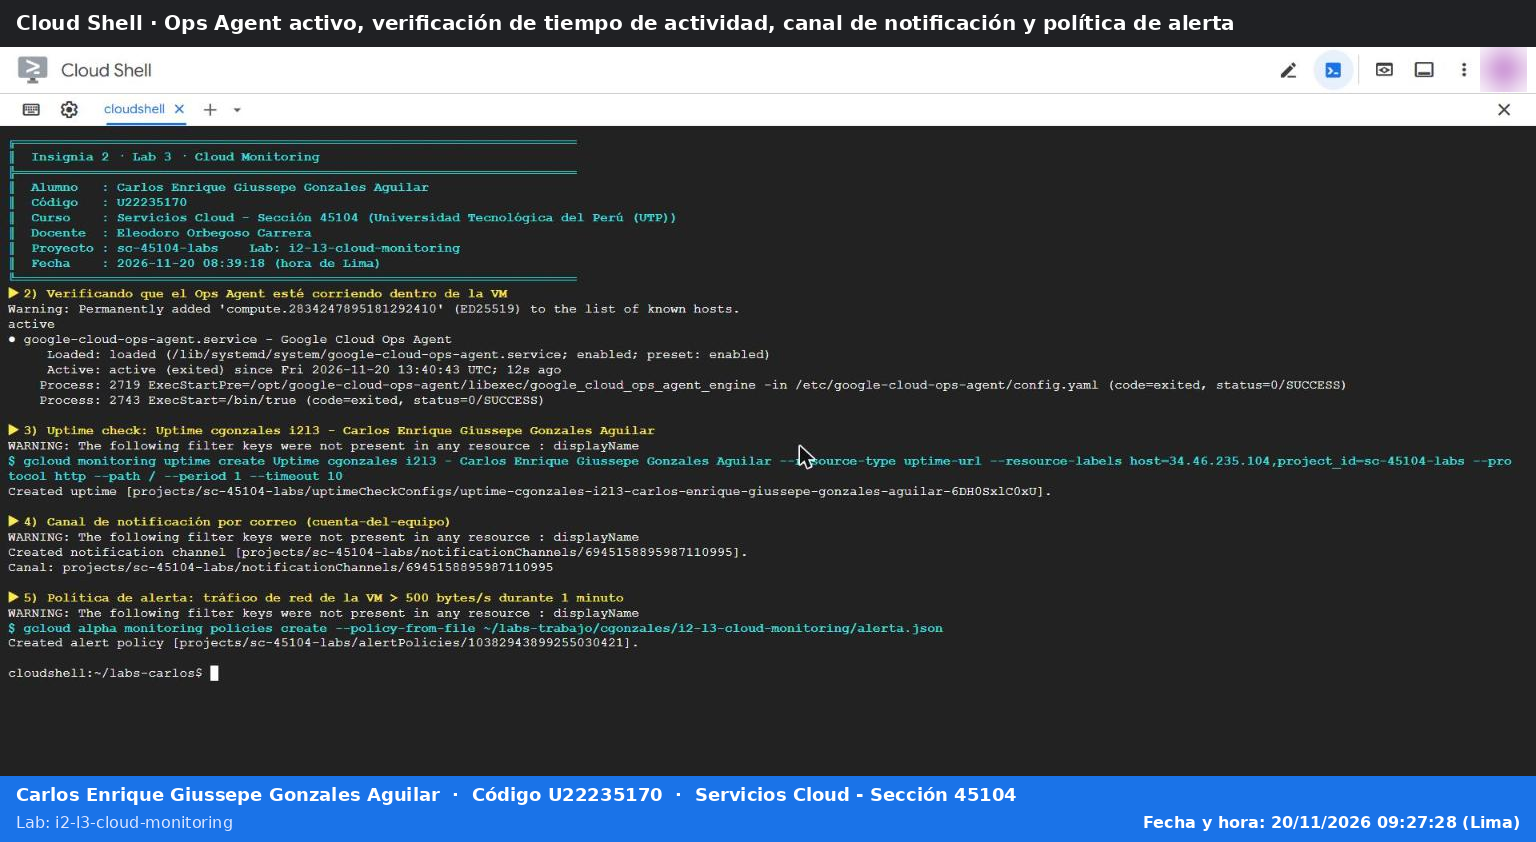 Cloud Shell · Ops Agent activo, verificación de tiempo de actividad, canal de notificación y política de alerta
Cloud Shell
cloudshell
Insignia 2 · Lab 3 · Cloud Monitoring
Alumno   : Carlos Enrique Giussepe Gonzales Aguilar
Código   : U22235170
Curso    : Servicios Cloud - Sección 45104 (Universidad Tecnológica del Perú (UTP))
Docente  : Eleodoro Orbegoso Carrera
Proyecto : sc-45104-labs    Lab: i2-l3-cloud-monitoring
Fecha    : 2026-11-20 08:39:18 (hora de Lima)
▶ 2) Verificando que el Ops Agent esté corriendo dentro de la VM
Warning: Permanently added 'compute.2834247895181292410' (ED25519) to the list of known hosts.
active
● google-cloud-ops-agent.service - Google Cloud Ops Agent
Loaded: loaded (/lib/systemd/system/google-cloud-ops-agent.service; enabled; preset: enabled)
Active: active (exited) since Fri 2026-11-20 13:40:43 UTC; 12s ago
Process: 2719 ExecStartPre=/opt/google-cloud-ops-agent/libexec/google_cloud_ops_agent_engine -in /etc/google-cloud-ops-agent/config.yaml (code=exited, status=0/SUCCESS)
Process: 2743 ExecStart=/bin/true (code=exited, status=0/SUCCESS)
▶ 3) Uptime check: Uptime cgonzales i2l3 - Carlos Enrique Giussepe Gonzales Aguilar
WARNING: The following filter keys were not present in any resource : displayName
$ gcloud monitoring uptime create Uptime cgonzales i2l3 - Carlos Enrique Giussepe Gonzales Aguilar --resource-type uptime-url --resource-labels host=34.46.235.104,project_id=sc-45104-labs --pro
tocol http --path / --period 1 --timeout 10
Created uptime [projects/sc-45104-labs/uptimeCheckConfigs/uptime-cgonzales-i2l3-carlos-enrique-giussepe-gonzales-aguilar-6DH0SxlC0xU].
▶ 4) Canal de notificación por correo (cuenta-del-equipo)
WARNING: The following filter keys were not present in any resource : displayName
Created notification channel [projects/sc-45104-labs/notificationChannels/6945158895987110995].
Canal: projects/sc-45104-labs/notificationChannels/6945158895987110995
▶ 5) Política de alerta: tráfico de red de la VM > 500 bytes/s durante 1 minuto
WARNING: The following filter keys were not present in any resource : displayName
$ gcloud alpha monitoring policies create --policy-from-file ~/labs-trabajo/cgonzales/i2-l3-cloud-monitoring/alerta.json
Created alert policy [projects/sc-45104-labs/alertPolicies/10382943899255030421].
cloudshell:~/labs-carlos$
Carlos Enrique Giussepe Gonzales Aguilar · Código U22235170 · Servicios Cloud - Sección 45104
Lab: i2-l3-cloud-monitoring
Fecha y hora: 20/11/2026 09:27:28 (Lima)